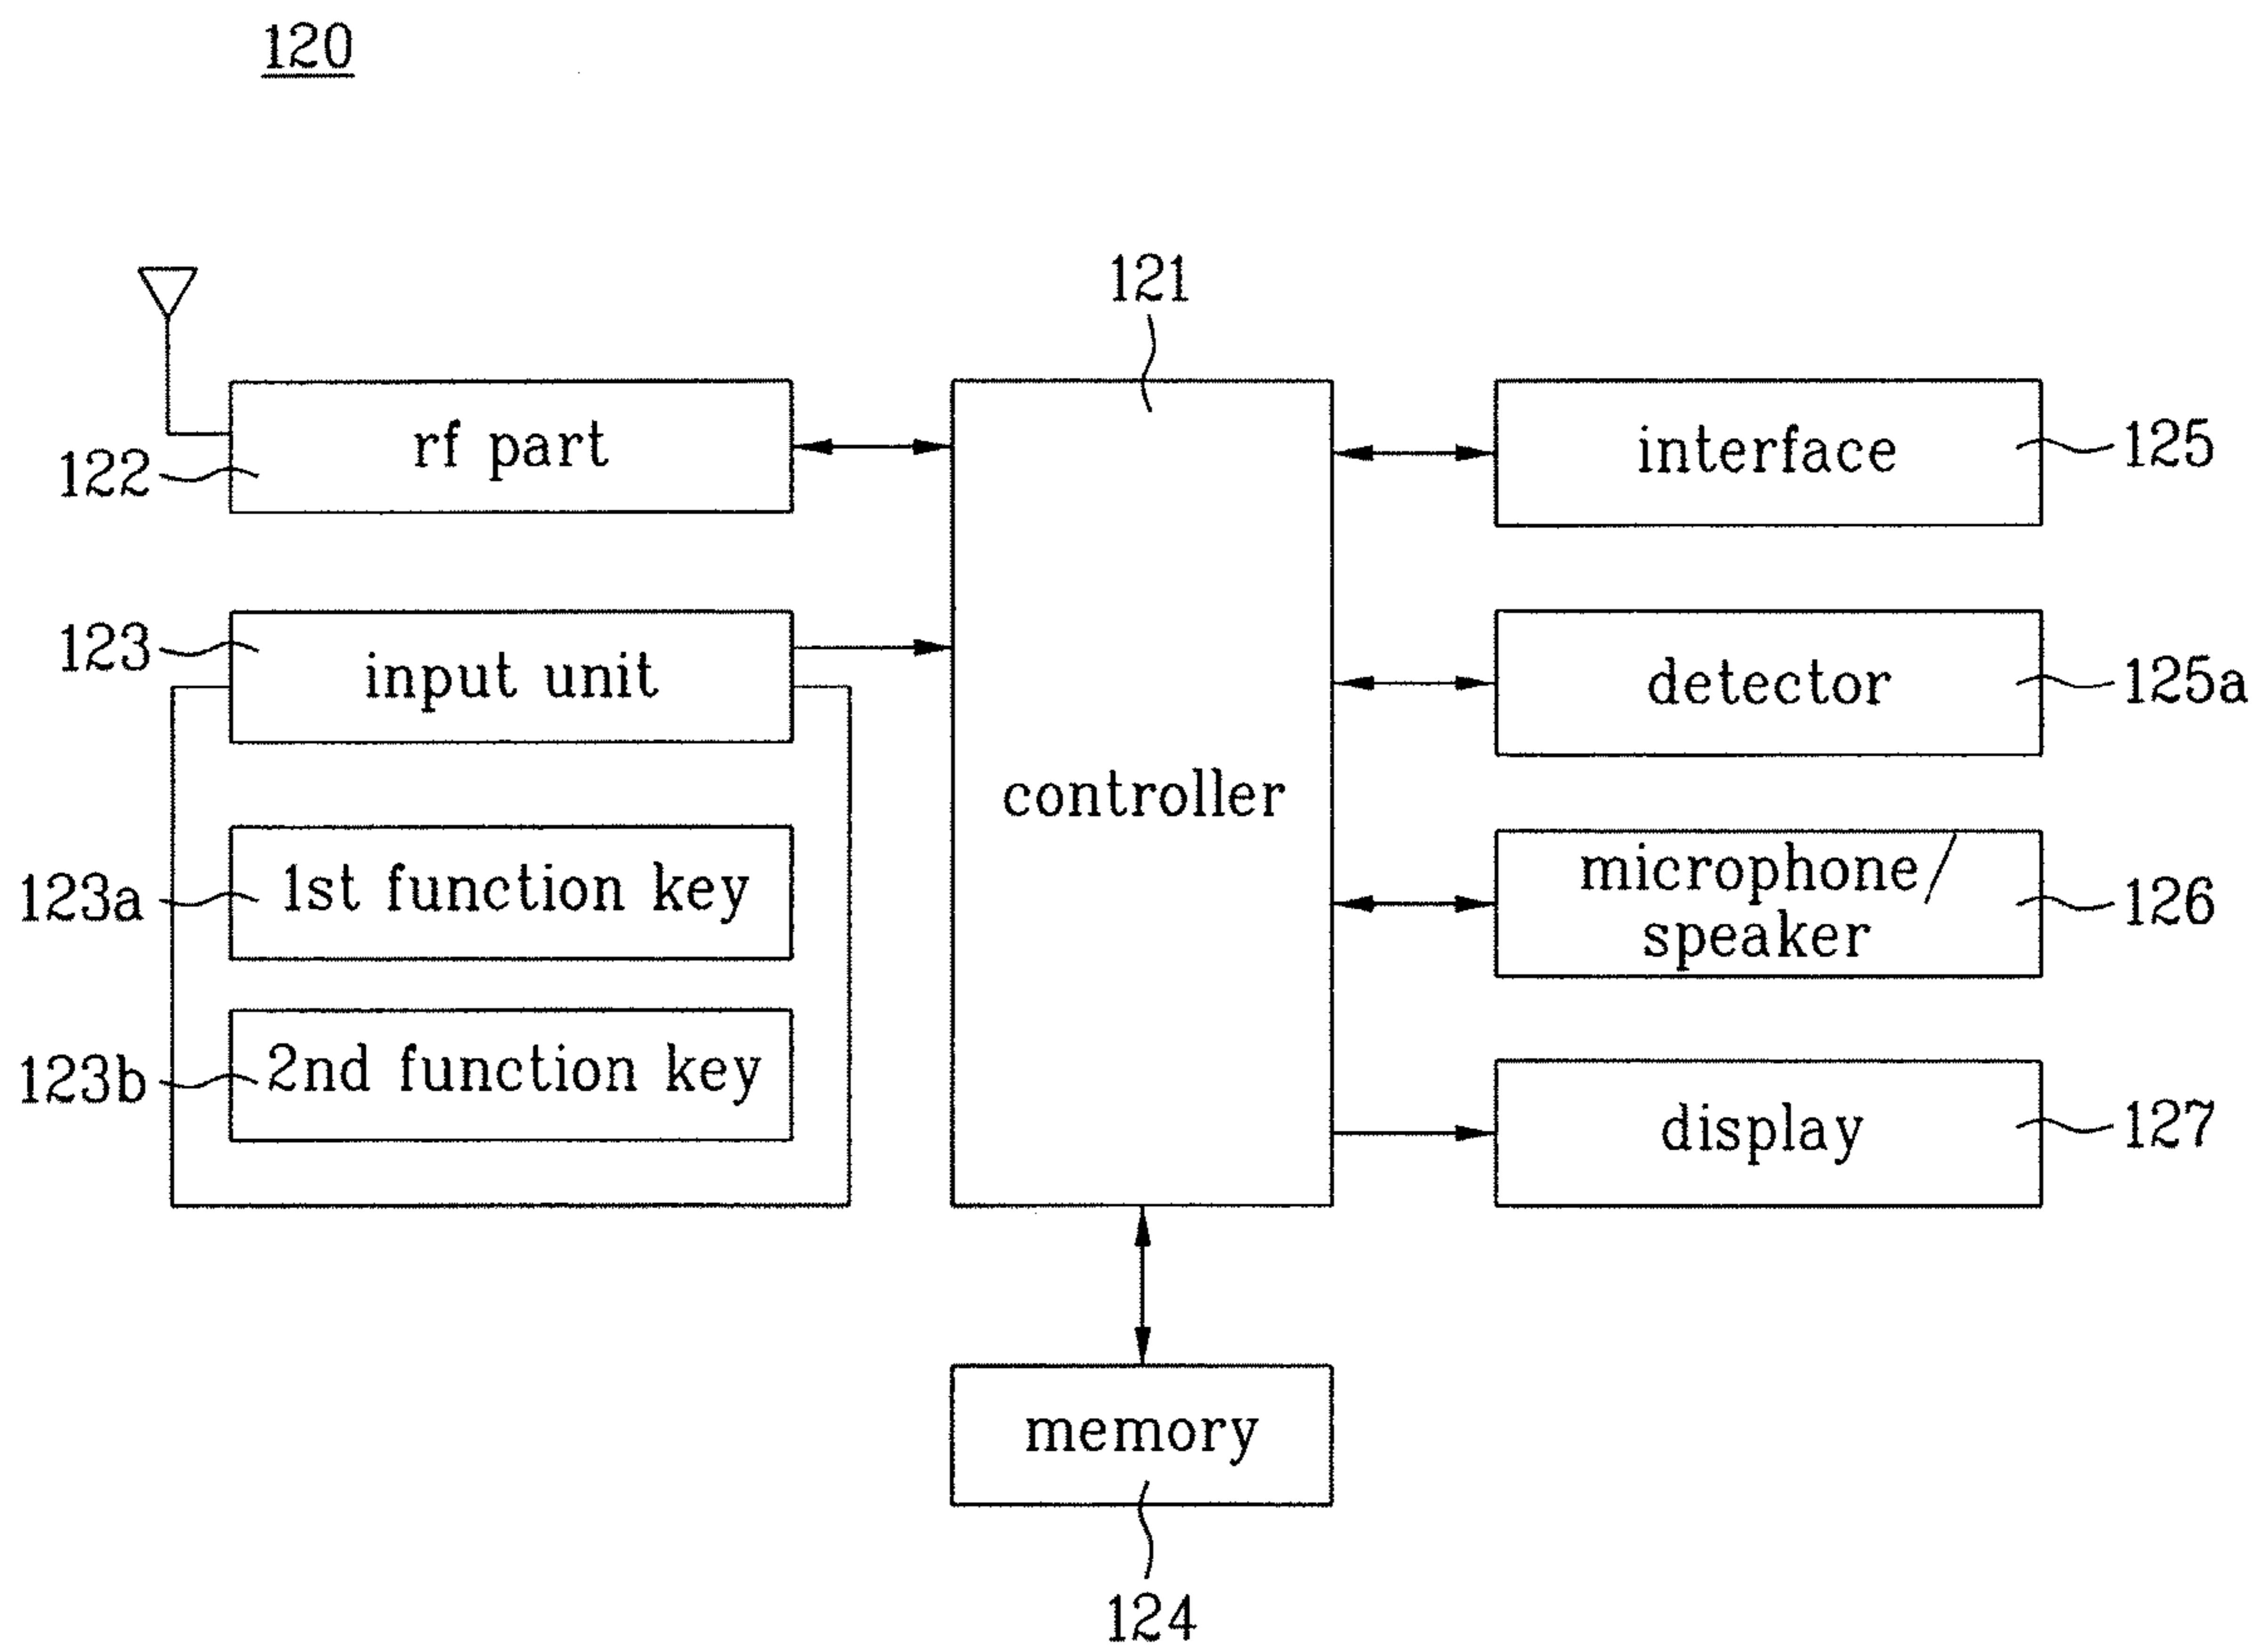 120
121
rf part
122
interface
125
123
input unit
detector
125a
controller
123a
1st function key
microphone/
speaker
126
123b
2nd function key
display
127
memory
124